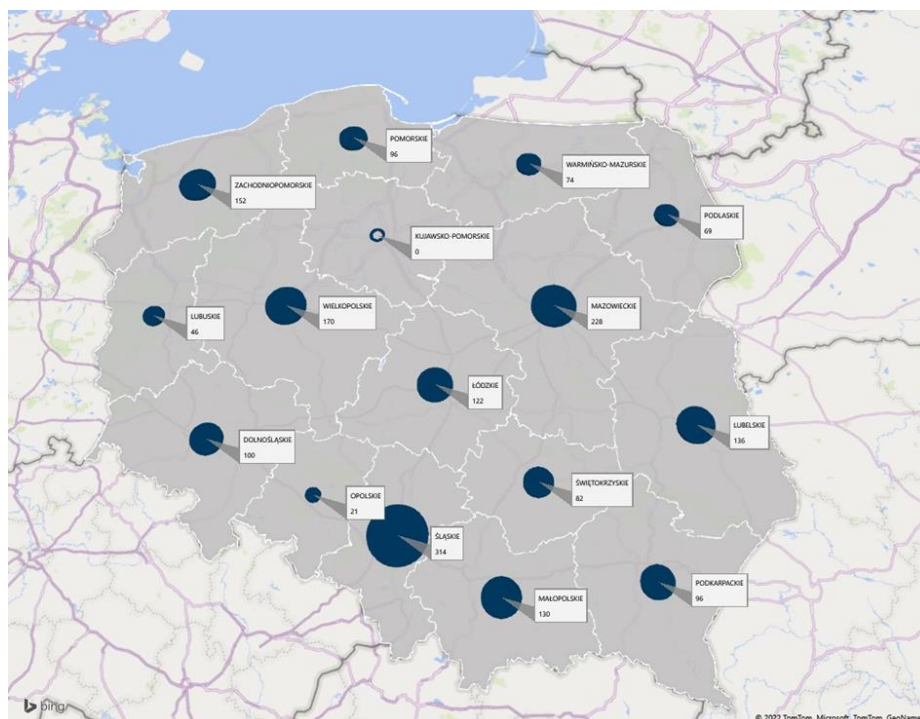 POMORSKIE
96
WARMIŃSKO-MAZURSKIE
74
ZACHODNIOPOMORSKIE
152
PODLASKIE
69
KUJAWSKO-POMORSKIE
0
LUBUSKIE
46
WIELKOPOLSKIE
170
MAZOWIECKIE
228
ŁÓDZKIE
122
LUBELSKIE
136
DOLNOŚLĄSKIE
100
OPOLSKIE
21
ŚWIĘTOKRZYSKIE
82
ŚLĄSKIE
314
MAŁOPOLSKIE
130
PODKARPACKIE
96
bing
© 2022 TomTom, Microsoft, TomTom, GeoName